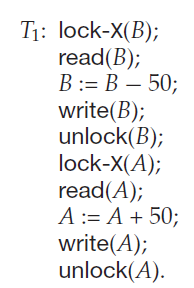 T1: lock-X(B);
read(B);
B := B – 50;
write(B);
unlock(B);
lock-X(A);
read(A);
A := A + 50;
write(A);
unlock(A).